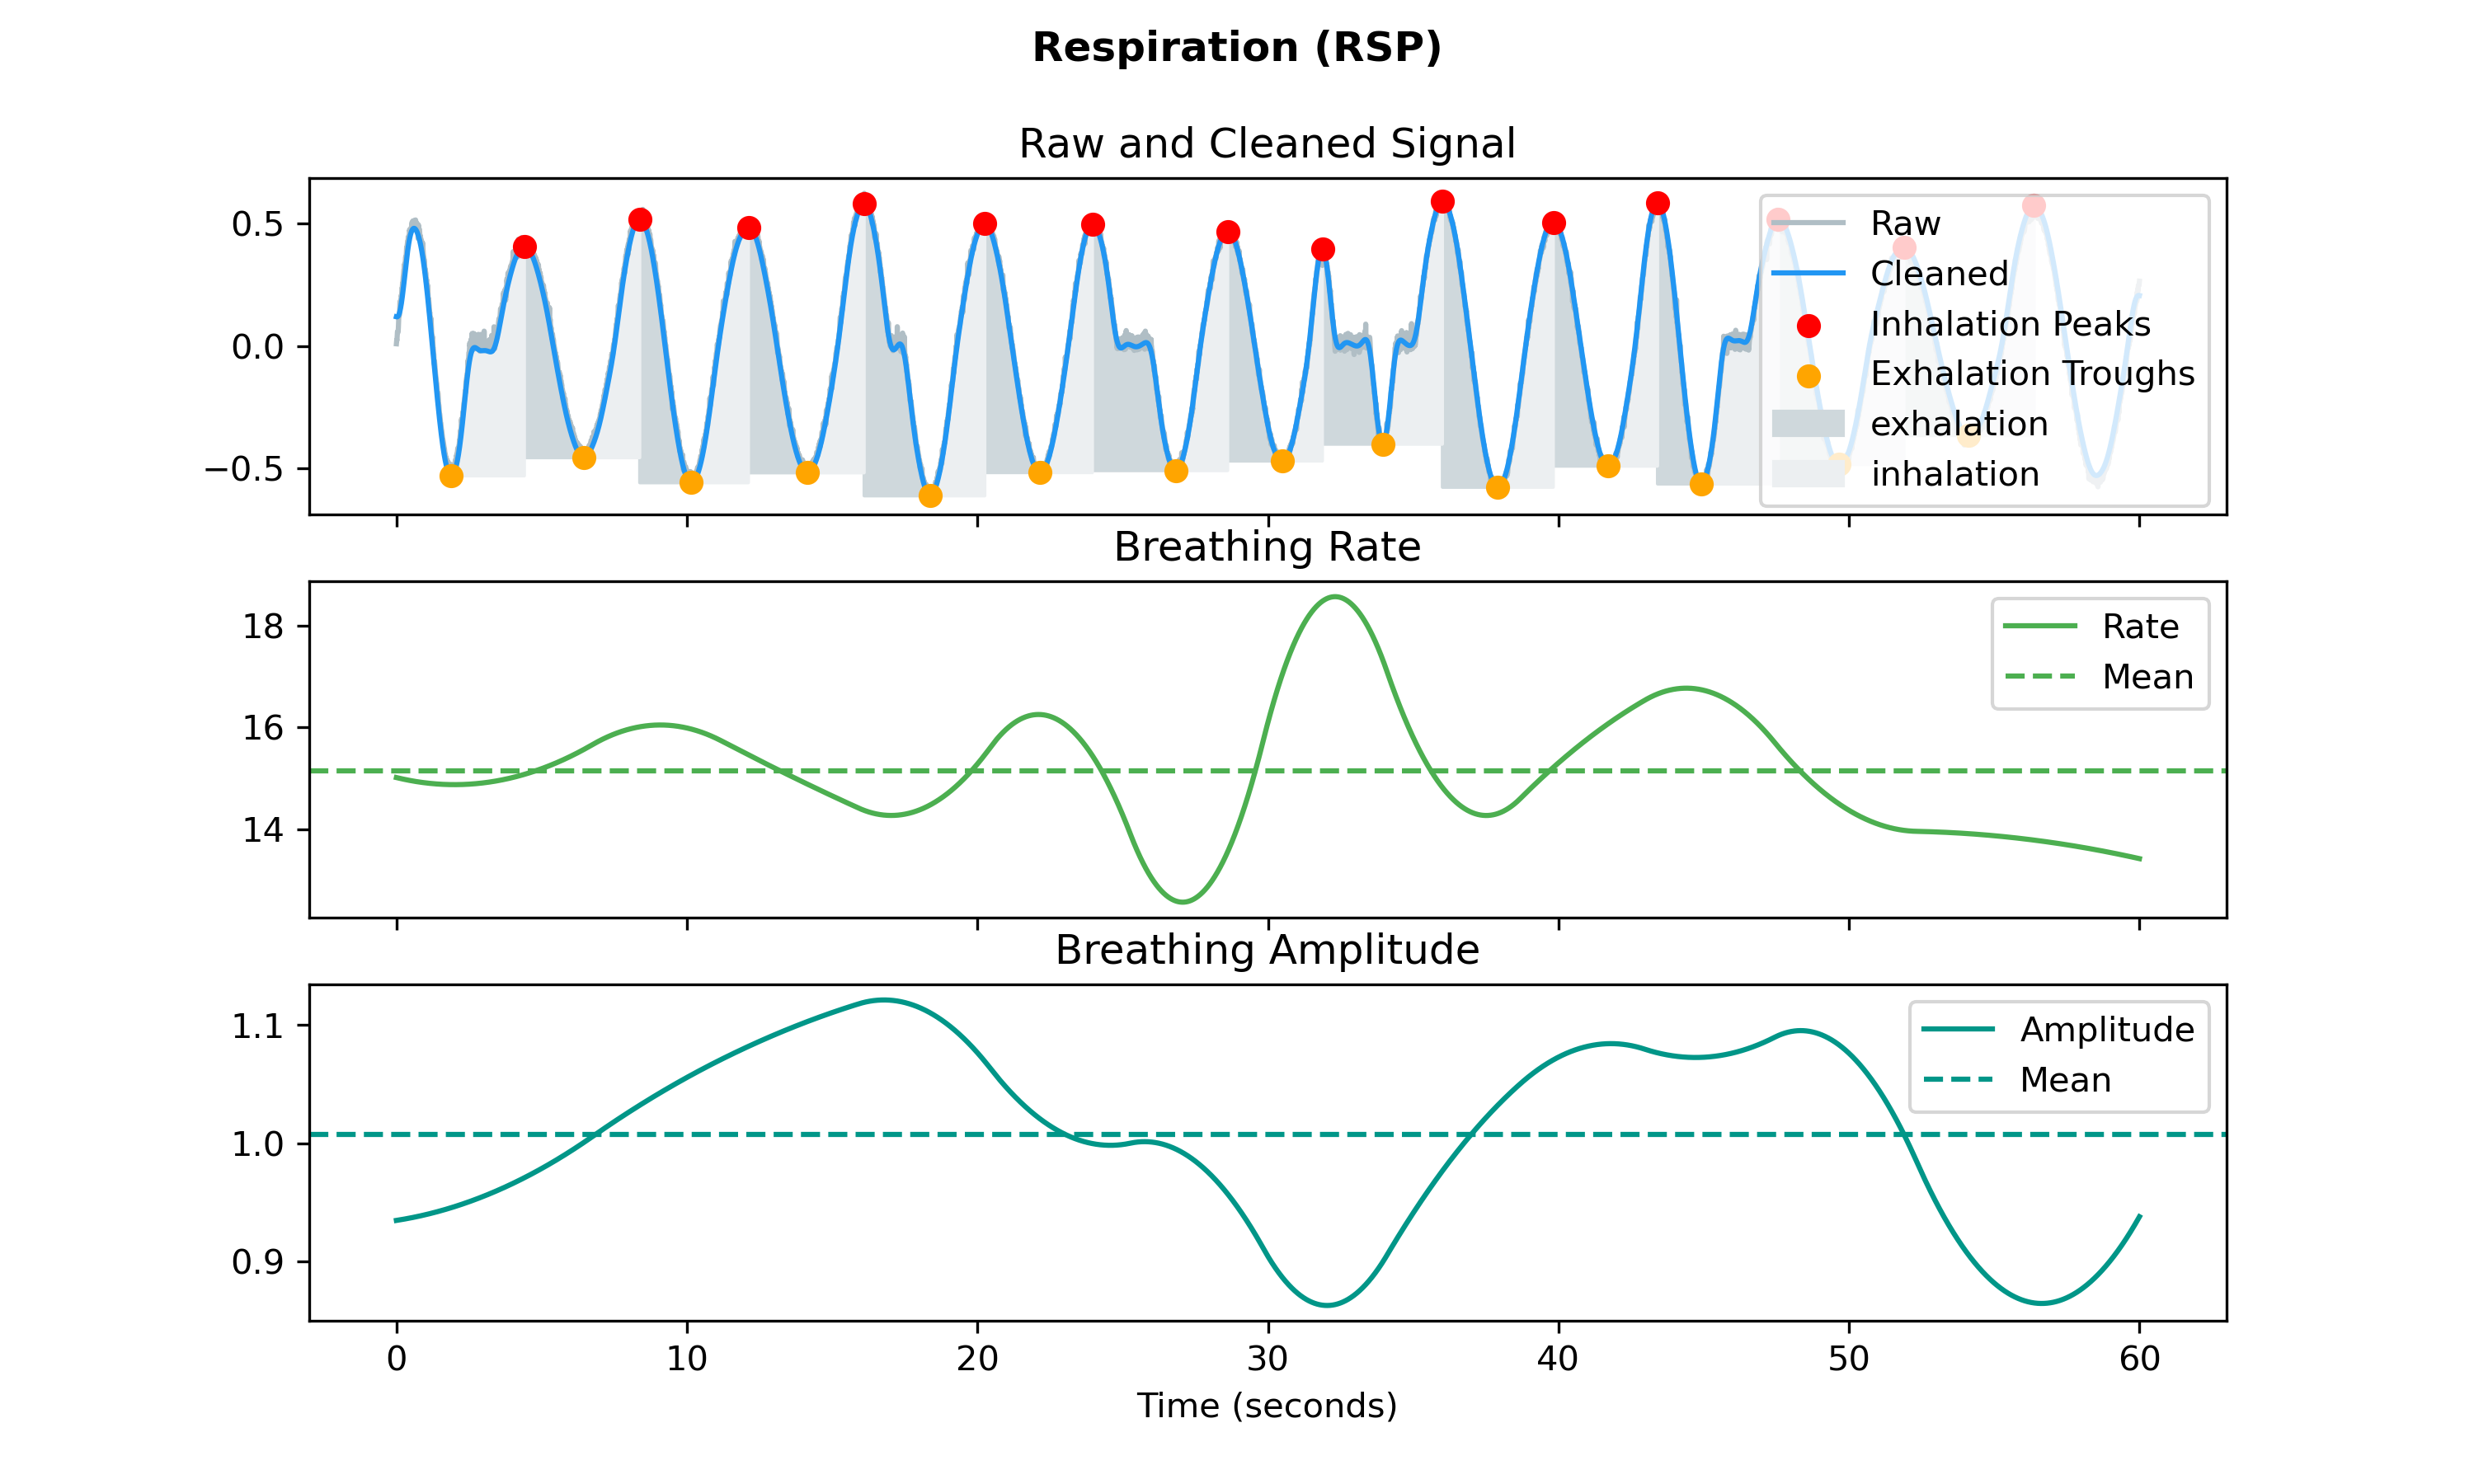 Respiration (RSP)
Raw and Cleaned Signal
0.5
0.0
−0.5
Raw
Cleaned
Inhalation Peaks
Exhalation Troughs
exhalation
inhalation
Breathing Rate
18
16
14
Rate
Mean
Breathing Amplitude
1.1
1.0
0.9
Amplitude
Mean
0 10 20 30 40 50 60
Time (seconds)